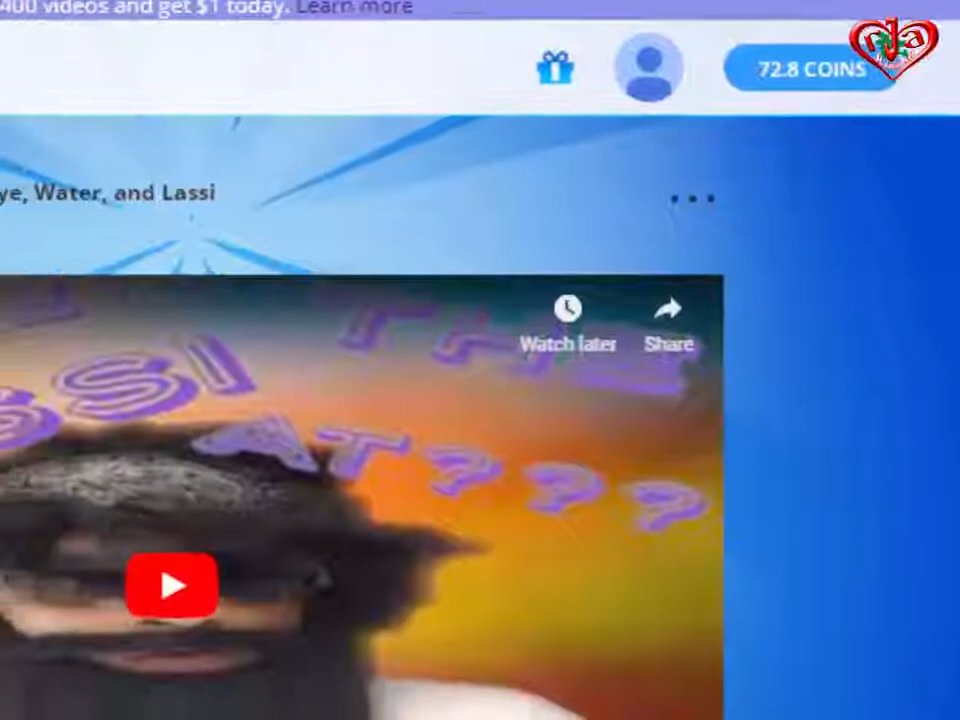 400 videos and get $1 today. Learn more
72.8 COINS
ye, Water, and Lassi
Watch later
Share
SSI THE
AT???